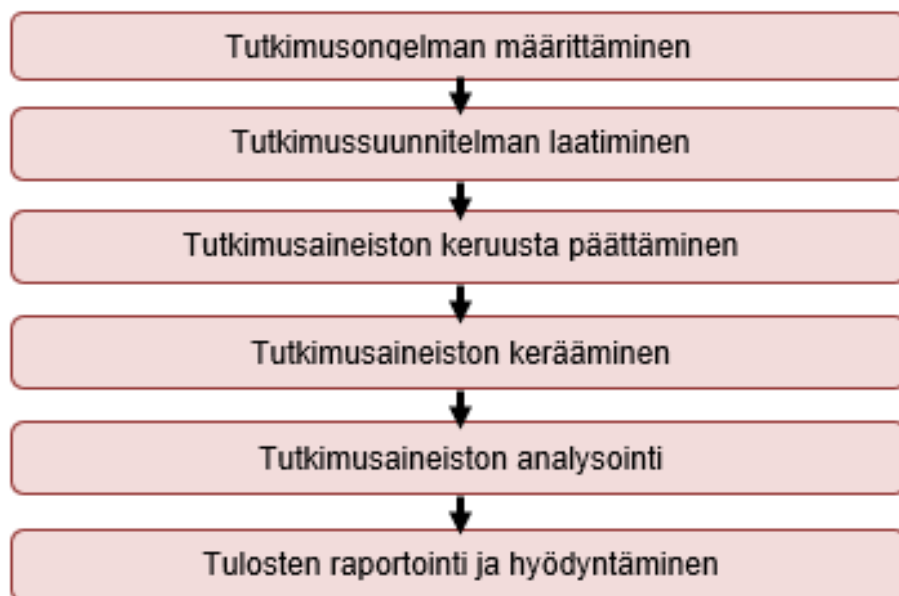 Tutkimusongelman määrittäminen
Tutkimussuunnitelman laatiminen
Tutkimusaineiston keruusta päättäminen
Tutkimusaineiston kerääminen
Tutkimusaineiston analysointi
Tulosten raportointi ja hyödyntäminen